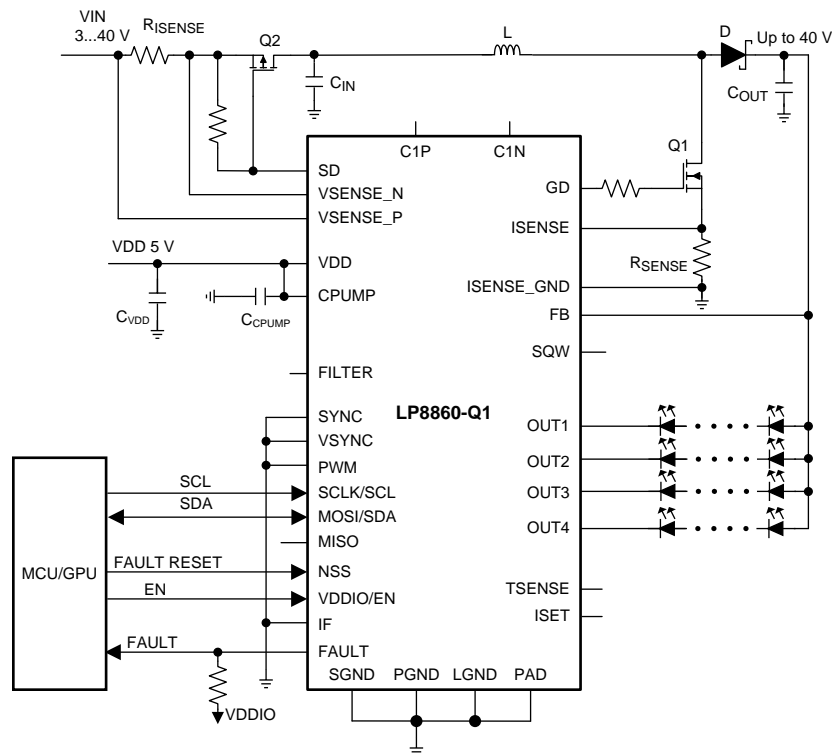 VIN
3...40 V
RISENSE
Q2
L
D
Up to 40 V
CIN
COUT
C1P
C1N
Q1
SD
VSENSE_N
VSENSE_P
GD
ISENSE
RSENSE
VDD 5 V
VDD
CPUMP
CVDD
CCPUMP
ISENSE_GND
FB
SQW
FILTER
LP8860-Q1
SYNC
VSYNC
PWM
OUT1
OUT2
OUT3
OUT4
MCU/GPU
SCL
SCLK/SCL
SDA
MOSI/SDA
MISO
FAULT RESET
NSS
EN
VDDIO/EN
IF
FAULT
FAULT
TSENSE
ISET
VDDIO
SGND
PGND
LGND
PAD